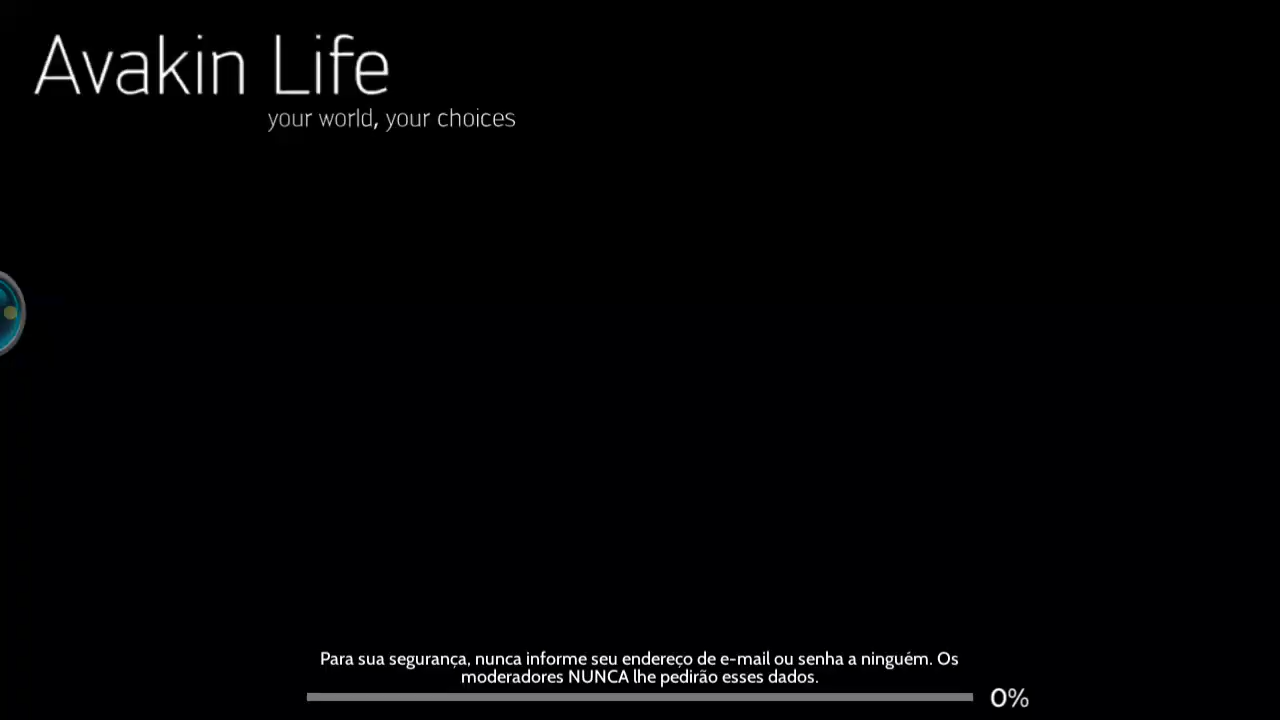 Avakin Life
your world, your choices
Para sua segurança, nunca informe seu endereço de e-mail ou senha a ninguém. Os
moderadores NUNCA lhe pedirão esses dados.
0%